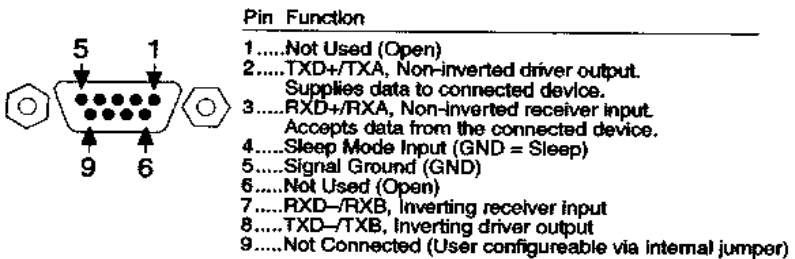 Pin Function
5 1
1.....Not Used (Open)
2.....TXD+/TXA, Non-inverted driver output.
Supplies data to connected device.
3.....RXD+/RXA, Non-inverted receiver input.
Accepts data from the connected device.
4.....Sleep Mode Input (GND = Sleep)
5.....Signal Ground (GND)
6.....Not Used (Open)
7.....RXD–/RXB, Inverting receiver input
8.....TXD–/TXB, Inverting driver output
9.....Not Connected (User configureable via internal jumper)
9 6